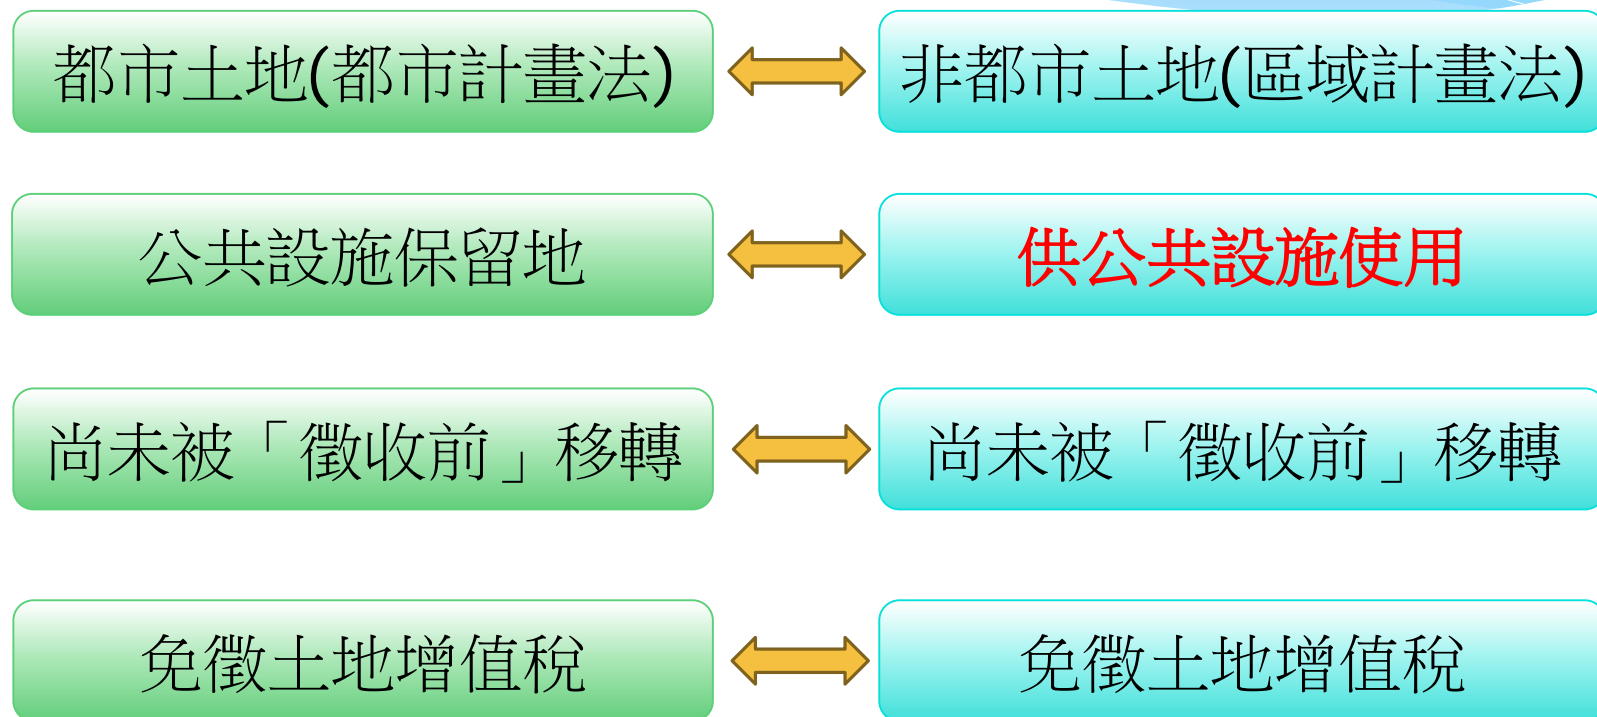 都市土地(都市計畫法)
非都市土地(區域計畫法)
公共設施保留地
供公共設施使用
尚未被「徵收前」移轉
尚未被「徵收前」移轉
免徵土地增值稅
免徵土地增值稅